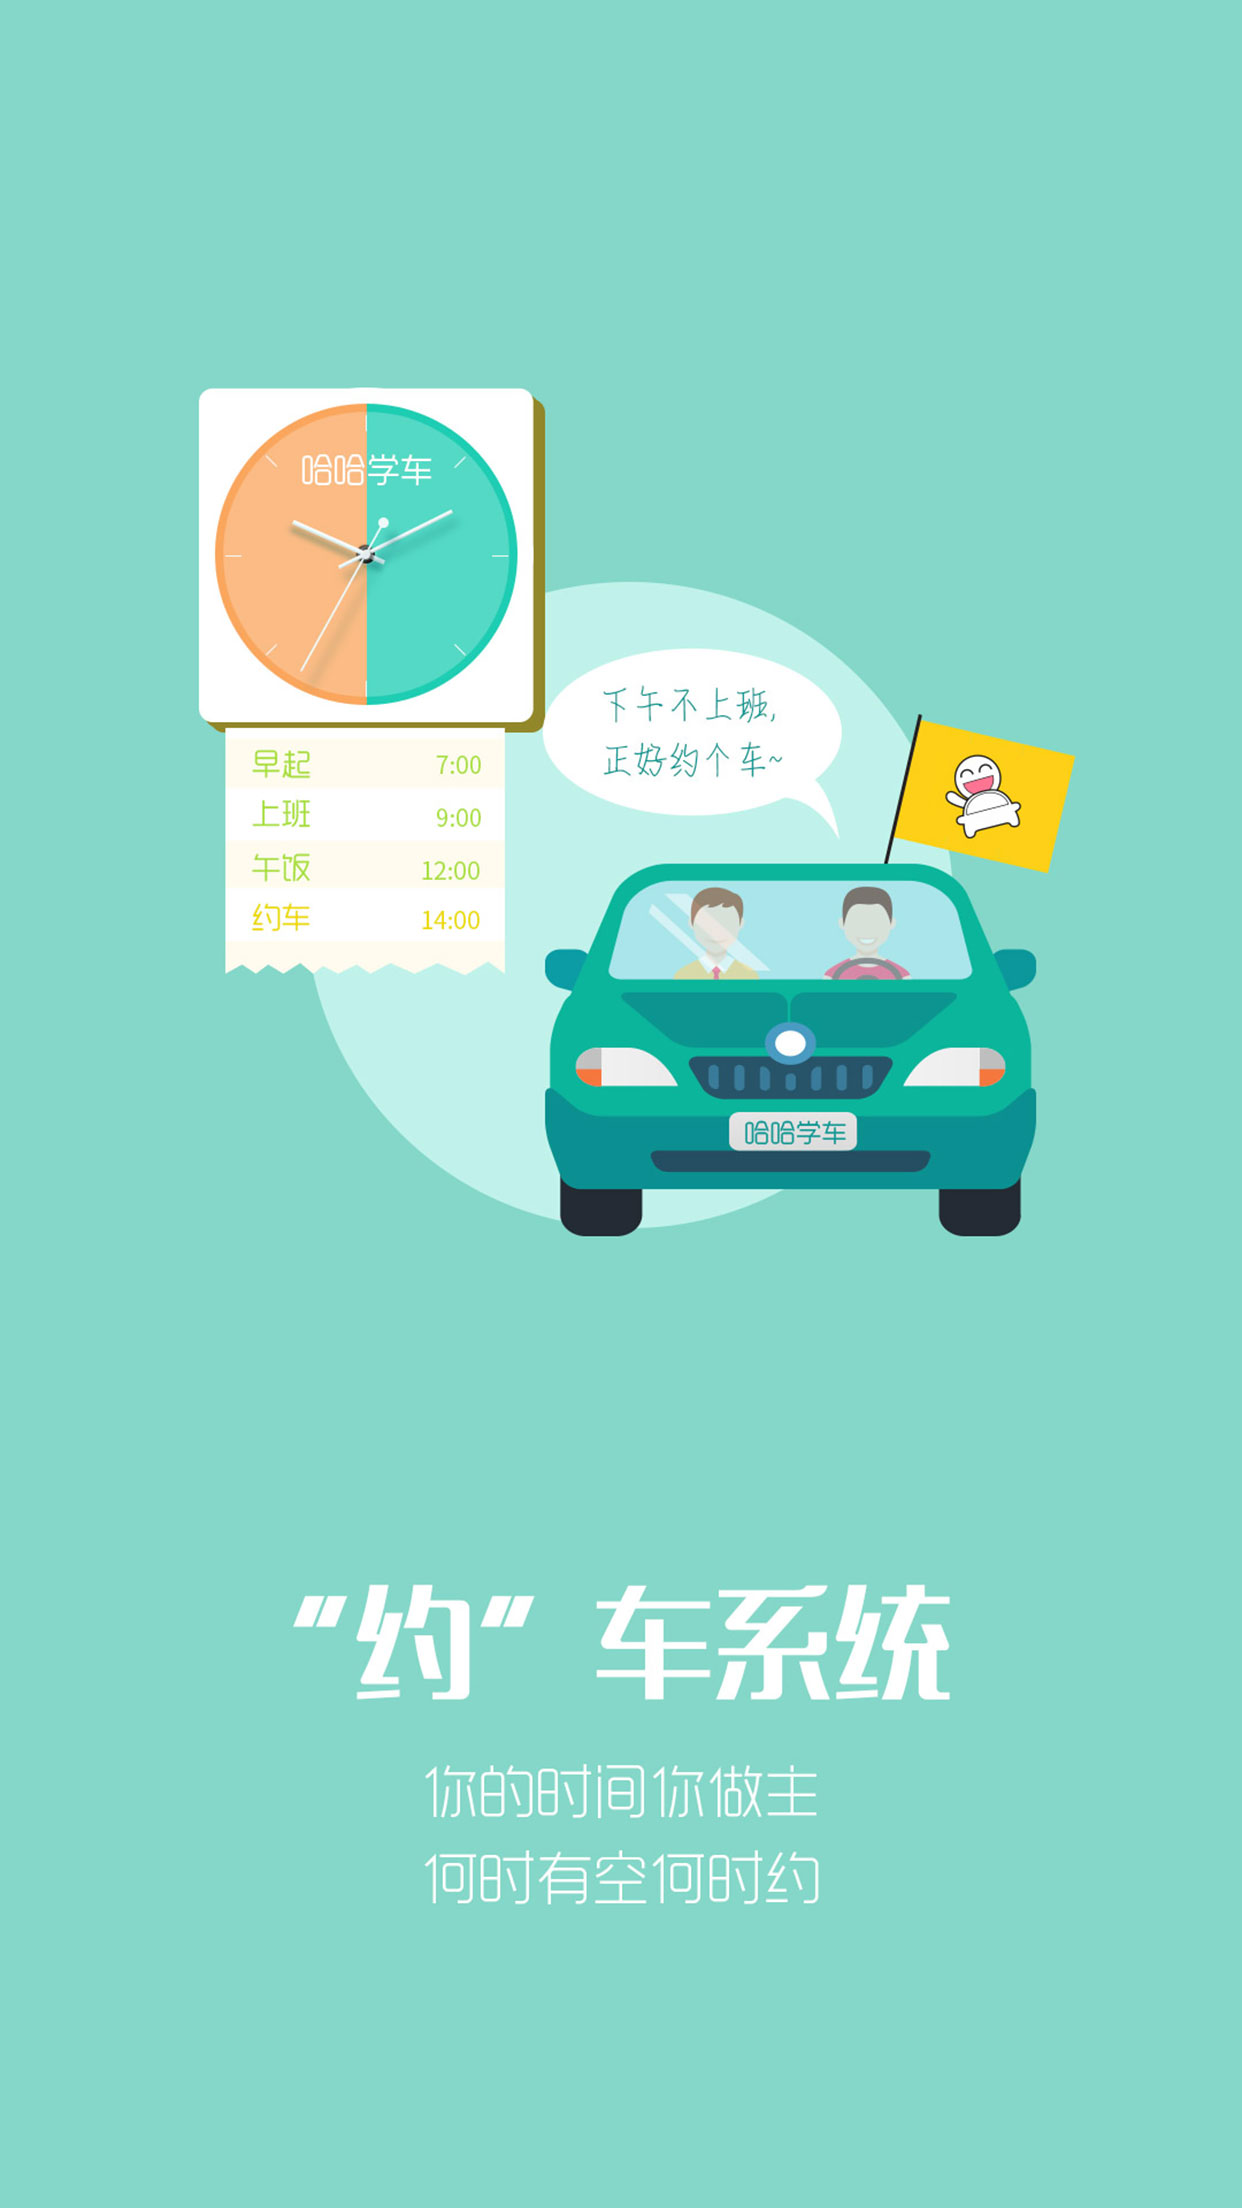 哈哈学车
早起 7:00
上班 9:00
午饭 12:00
约车 14:00
下午不上班,
正好约个车~
哈哈学车
"约"车系统
你的时间你做主
何时有空何时约